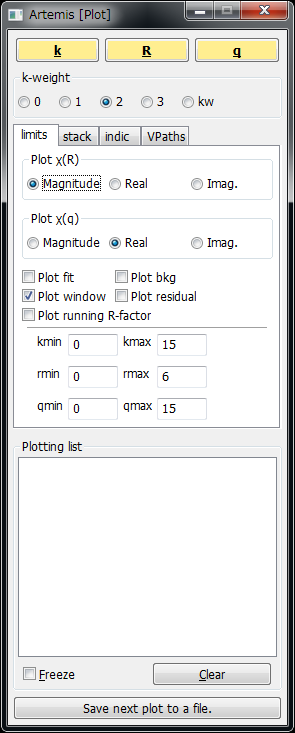 Artemis [Plot]
k R q
k-weight
0 1 2 3 kw
limits stack indic VPaths
Plot χ(R)
Magnitude Real Imag.
Plot χ(q)
Magnitude Real Imag.
Plot fit Plot bkg
Plot window Plot residual
Plot running R-factor
kmin 0 kmax 15
rmin 0 rmax 6
qmin 0 qmax 15
Plotting list
Freeze Clear
Save next plot to a file.